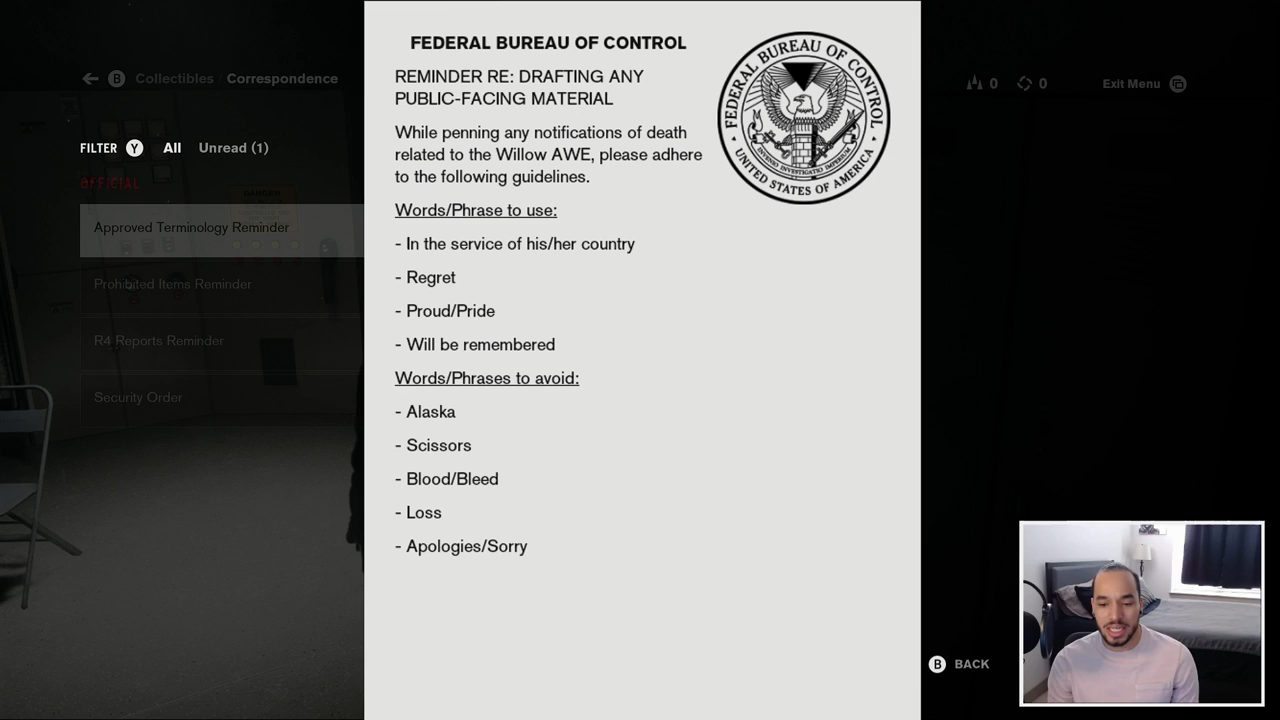 Collectibles / Correspondence
B
0
0
Exit Menu
FILTER Y All Unread (1)
OFFICIAL
Approved Terminology Reminder
Prohibited Items Reminder
R4 Reports Reminder
Security Order
FEDERAL BUREAU OF CONTROL
REMINDER RE: DRAFTING ANY
PUBLIC-FACING MATERIAL
While penning any notifications of death
related to the Willow AWE, please adhere
to the following guidelines.
Words/Phrase to use:
- In the service of his/her country
- Regret
- Proud/Pride
- Will be remembered
Words/Phrases to avoid:
- Alaska
- Scissors
- Blood/Bleed
- Loss
- Apologies/Sorry
FEDERAL BUREAU OF CONTROL
INVENIO INVESTIGATIO IMPERIUM
UNITED STATES OF AMERICA
B BACK